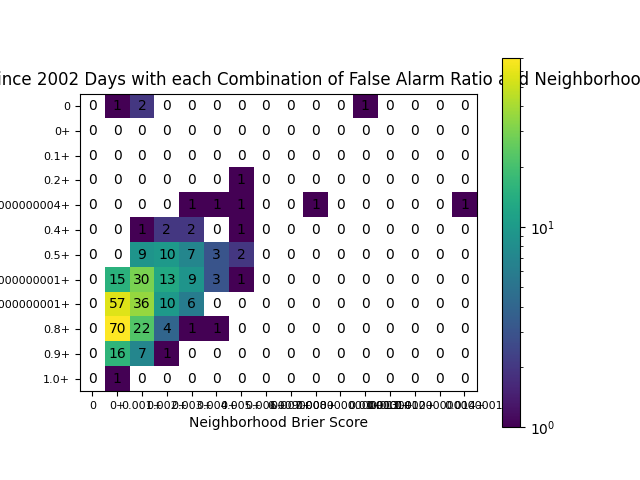 ince 2002 Days with each Combination of False Alarm Ratio and Neighborhoo
0 0 1 2 0 0 0 0 0 0 0 0 1 0 0 0 0
0+ 0 0 0 0 0 0 0 0 0 0 0 0 0 0 0 0
0.1+ 0 0 0 0 0 0 0 0 0 0 0 0 0 0 0 0
0.2+ 0 0 0 0 0 0 1 0 0 0 0 0 0 0 0 0
000000004+ 0 0 0 0 1 1 1 0 0 1 0 0 0 0 0 1
0.4+ 0 0 1 2 2 0 1 0 0 0 0 0 0 0 0 0
0.5+ 0 0 9 10 7 3 2 0 0 0 0 0 0 0 0 0
000000001+ 0 15 30 13 9 3 1 0 0 0 0 0 0 0 0 0
000000001+ 0 57 36 10 6 0 0 0 0 0 0 0 0 0 0 0
0.8+ 0 70 22 4 1 1 0 0 0 0 0 0 0 0 0 0
0.9+ 0 16 7 1 0 0 0 0 0 0 0 0 0 0 0 0
1.0+ 0 1 0 0 0 0 0 0 0 0 0 0 0 0 0 0
0 0+
Neighborhood Brier Score
10¹
10⁰